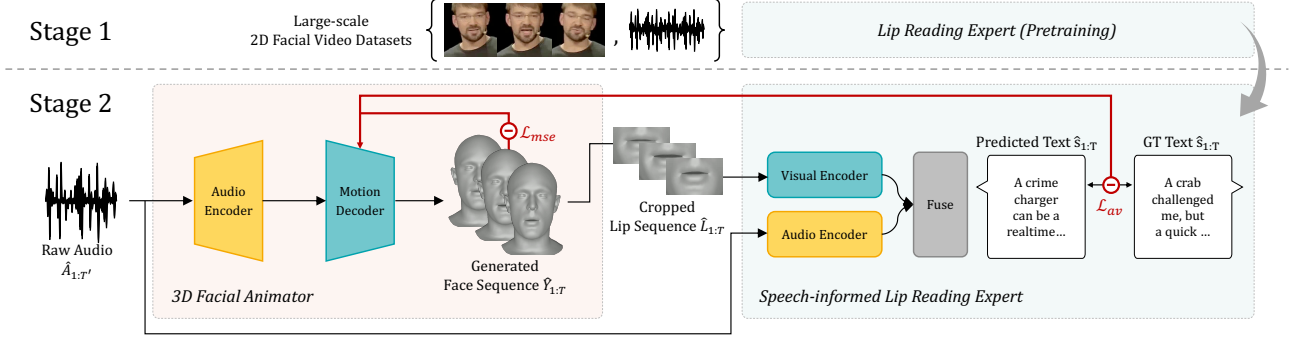 Stage 1
Large-scale
2D Facial Video Datasets
,
Lip Reading Expert (Pretraining)
Stage 2
Raw Audio
Â1:T′
Audio
Encoder
Motion
Decoder
ℒmse
Generated
Face Sequence Ŷ1:T
3D Facial Animator
Cropped
Lip Sequence L̂1:T
Visual Encoder
Audio Encoder
Fuse
Predicted Text ŝ1:T
A crime
charger
can be a
realtime...
ℒav
GT Text ŝ1:T
A crab
challenged
me, but
a quick ...
Speech-informed Lip Reading Expert